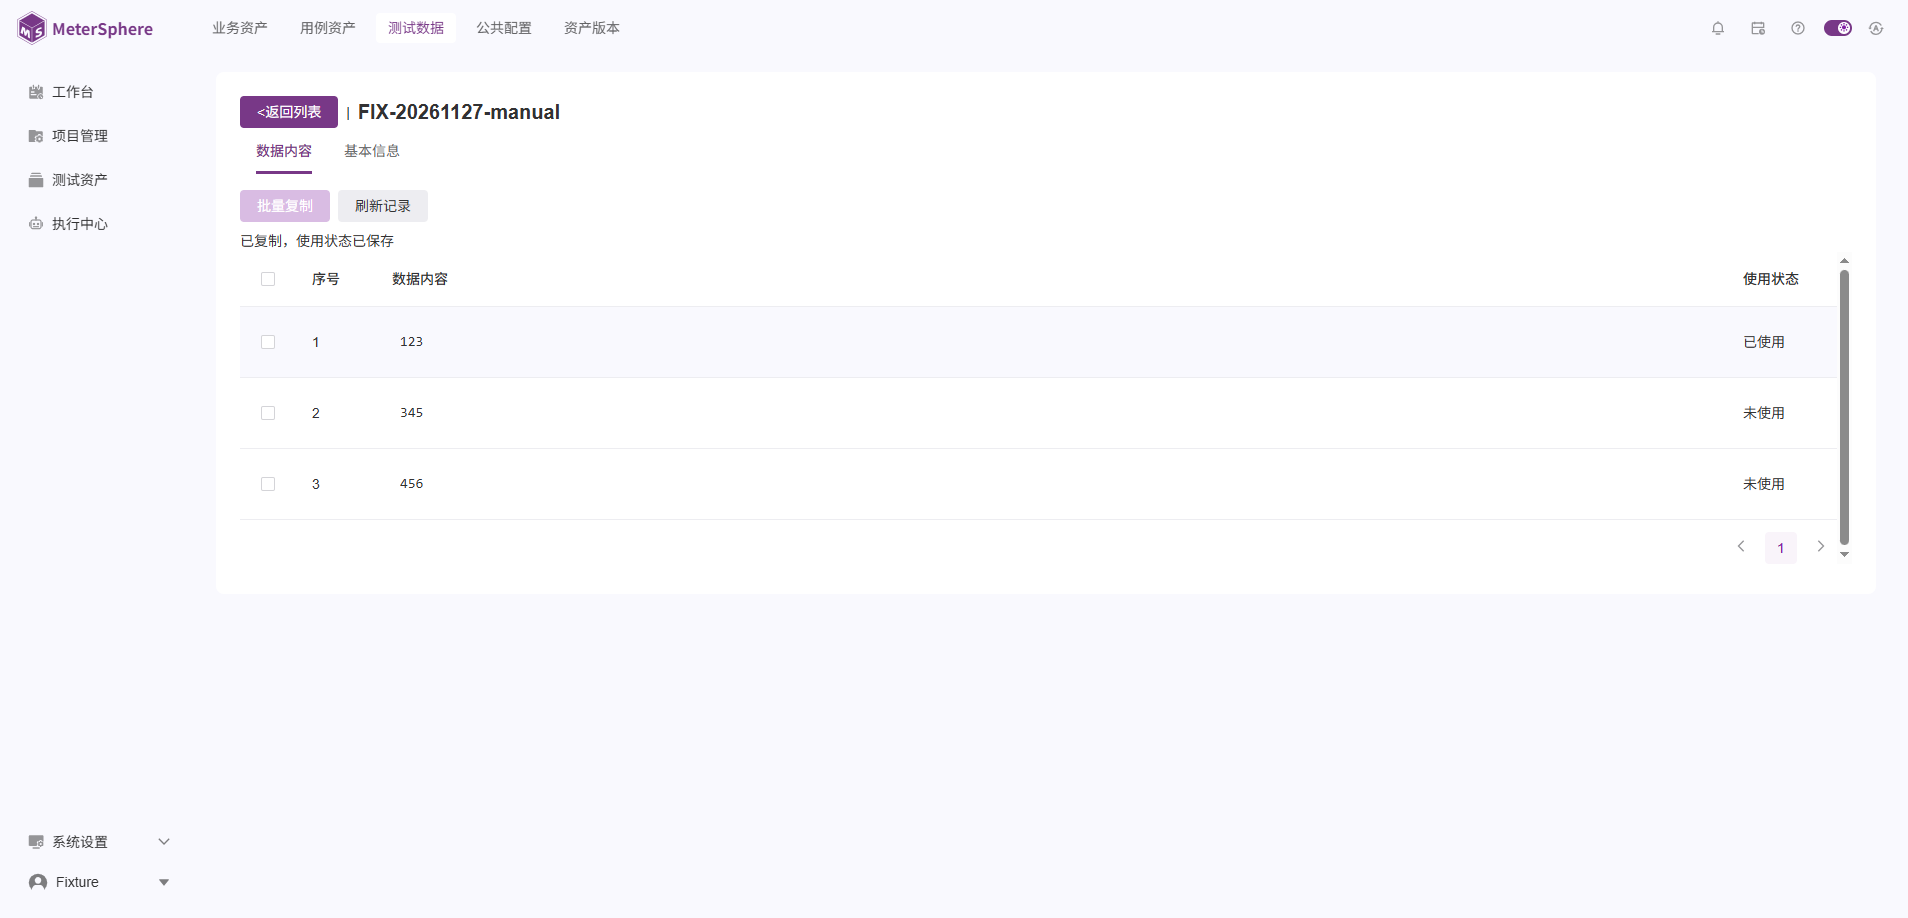 MeterSphere 业务资产 用例资产 测试数据 公共配置 资产版本
工作台
项目管理
测试资产
执行中心
<返回列表 | FIX-20261127-manual
数据内容 基本信息
批量复制 刷新记录
已复制，使用状态已保存
序号 数据内容 使用状态
1 123 已使用
2 345 未使用
3 456 未使用
1
系统设置
Fixture